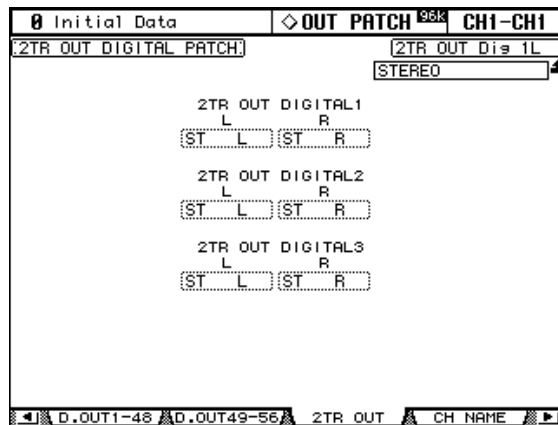 0 Initial Data ◇OUT PATCH 96k CH1-CH1
2TR OUT DIGITAL PATCH 2TR OUT Dig 1L
STEREO
2TR OUT DIGITAL1
L R
ST L ST R
2TR OUT DIGITAL2
L R
ST L ST R
2TR OUT DIGITAL3
L R
ST L ST R
D.OUT1-48 D.OUT49-56 2TR OUT CH NAME